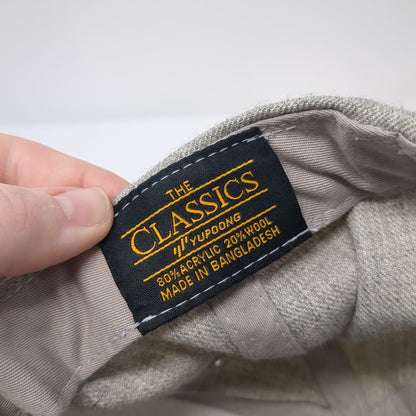 THE
CLASSICS
YUPOONG
80% ACRYLIC 20% WOOL
MADE IN BANGLADESH